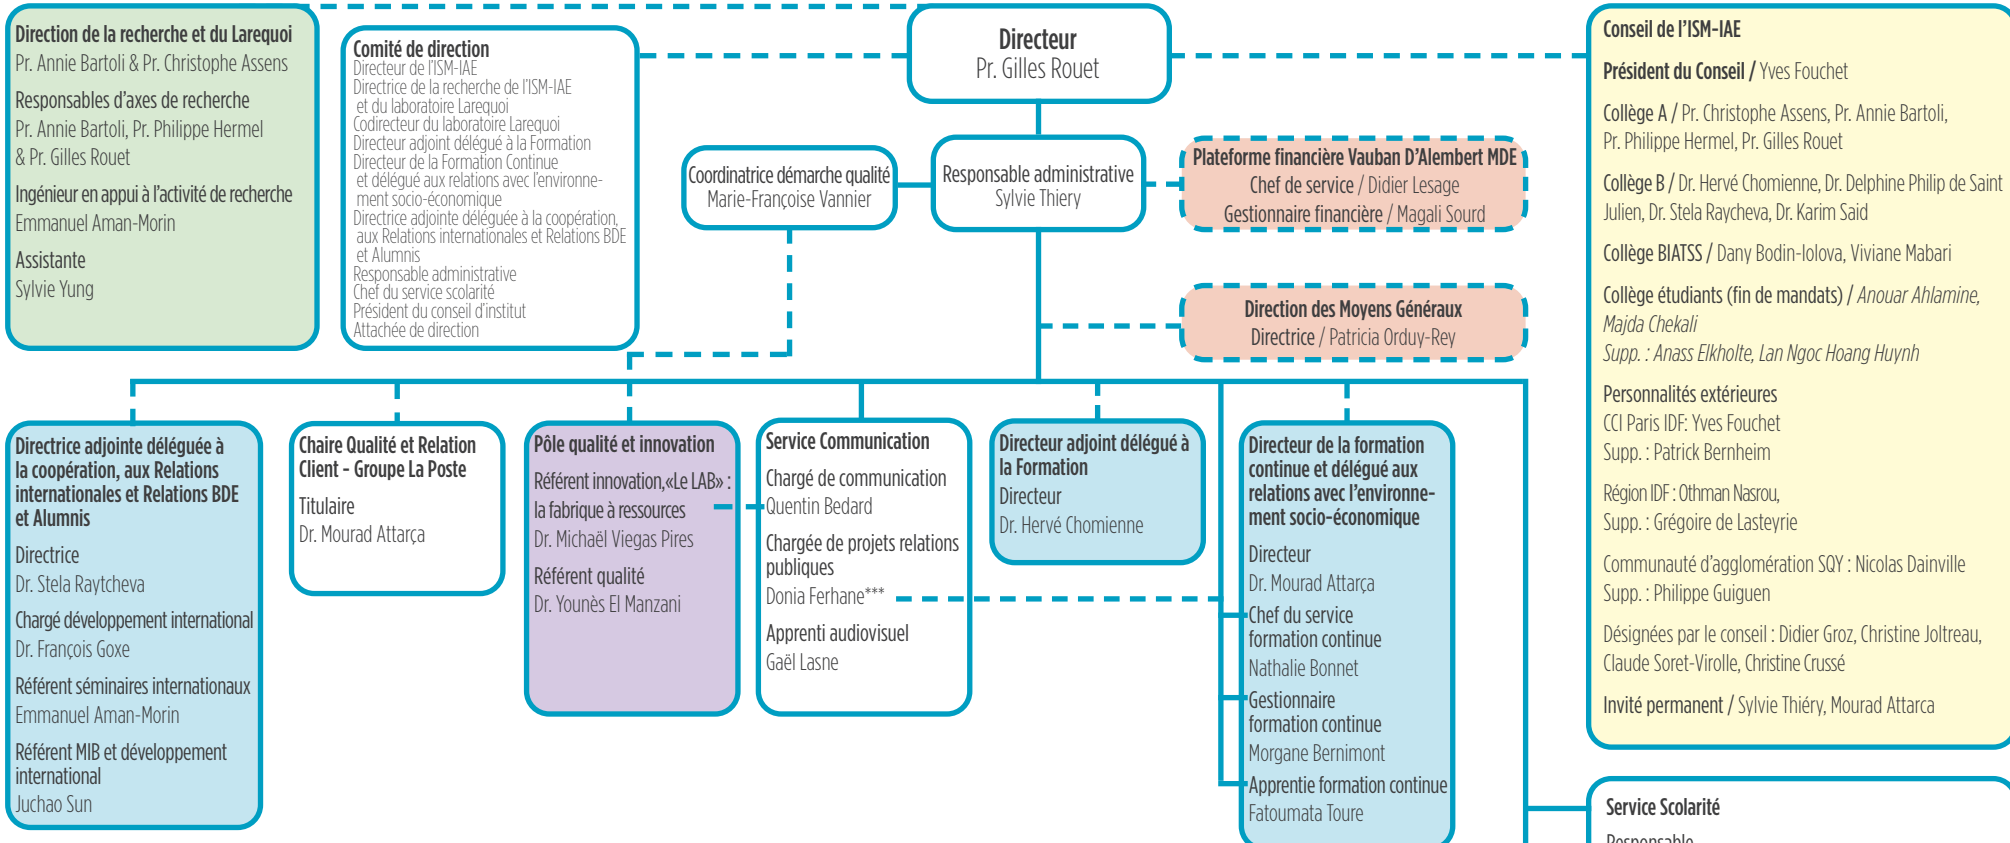 Direction de la recherche et du Larequoi
Pr. Annie Bartoli & Pr. Christophe Assens
Responsables d'axes de recherche
Pr. Annie Bartoli, Pr. Philippe Hermel
& Pr. Gilles Rouet
Ingénieur en appui à l'activité de recherche
Emmanuel Aman-Morin
Assistante
Sylvie Yung
Comité de direction
Directeur de l'ISM-IAE
Directrice de la recherche de l'ISM-IAE
et du laboratoire Larequoi
Codirecteur du laboratoire Larequoi
Directeur adjoint délégué à la Formation
Directeur de la Formation Continue
et délégué aux relations avec l'environne-
ment socio-économique
Directrice adjointe déléguée à la coopération,
aux Relations internationales et Relations BDE
et Alumnis
Responsable administrative
Chef du service scolarité
Président du conseil d'institut
Attachée de direction
Directeur
Pr. Gilles Rouet
Coordinatrice démarche qualité
Marie-Françoise Vannier
Responsable administrative
Sylvie Thiery
Plateforme financière Vauban D'Alembert MDE
Chef de service / Didier Lesage
Gestionnaire financière / Magali Sourd
Direction des Moyens Généraux
Directrice / Patricia Orduy-Rey
Conseil de l'ISM-IAE
Président du Conseil / Yves Fouchet
Collège A / Pr. Christophe Assens, Pr. Annie Bartoli,
Pr. Philippe Hermel, Pr. Gilles Rouet
Collège B / Dr. Hervé Chomienne, Dr. Delphine Philip de Saint
Julien, Dr. Stela Raycheva, Dr. Karim Said
Collège BIATSS / Dany Bodin-Iolova, Viviane Mabari
Collège étudiants (fin de mandats) / Anouar Ahlamine,
Majda Chekali
Supp. : Anass Elkholte, Lan Ngoc Hoang Huynh
Personnalités extérieures
CCI Paris IDF: Yves Fouchet
Supp. : Patrick Bernheim
Région IDF : Othman Nasrou,
Supp. : Grégoire de Lasteyrie
Communauté d'agglomération SQY : Nicolas Dainville
Supp. : Philippe Guiguen
Désignées par le conseil : Didier Groz, Christine Joltreau,
Claude Soret-Virolle, Christine Crussé
Invité permanent / Sylvie Thiéry, Mourad Attarca
Directrice adjointe déléguée à
la coopération, aux Relations
internationales et Relations BDE
et Alumnis
Directrice
Dr. Stela Raytcheva
Chargé développement international
Dr. François Goxe
Référent séminaires internationaux
Emmanuel Aman-Morin
Référent MIB et développement
international
Juchao Sun
Chaire Qualité et Relation
Client - Groupe La Poste
Titulaire
Dr. Mourad Attarça
Pôle qualité et innovation
Référent innovation,«Le LAB» :
la fabrique à ressources
Dr. Michaël Viegas Pires
Référent qualité
Dr. Younès El Manzani
Service Communication
Chargé de communication
Quentin Bedard
Chargée de projets relations
publiques
Donia Ferhane***
Apprenti audiovisuel
Gaël Lasne
Directeur adjoint délégué à
la Formation
Directeur
Dr. Hervé Chomienne
Directeur de la formation
continue et délégué aux
relations avec l'environne-
ment socio-économique
Directeur
Dr. Mourad Attarça
Chef du service
formation continue
Nathalie Bonnet
Gestionnaire
formation continue
Morgane Bernimont
Apprentie formation continue
Fatoumata Toure
Service Scolarité
Responsable